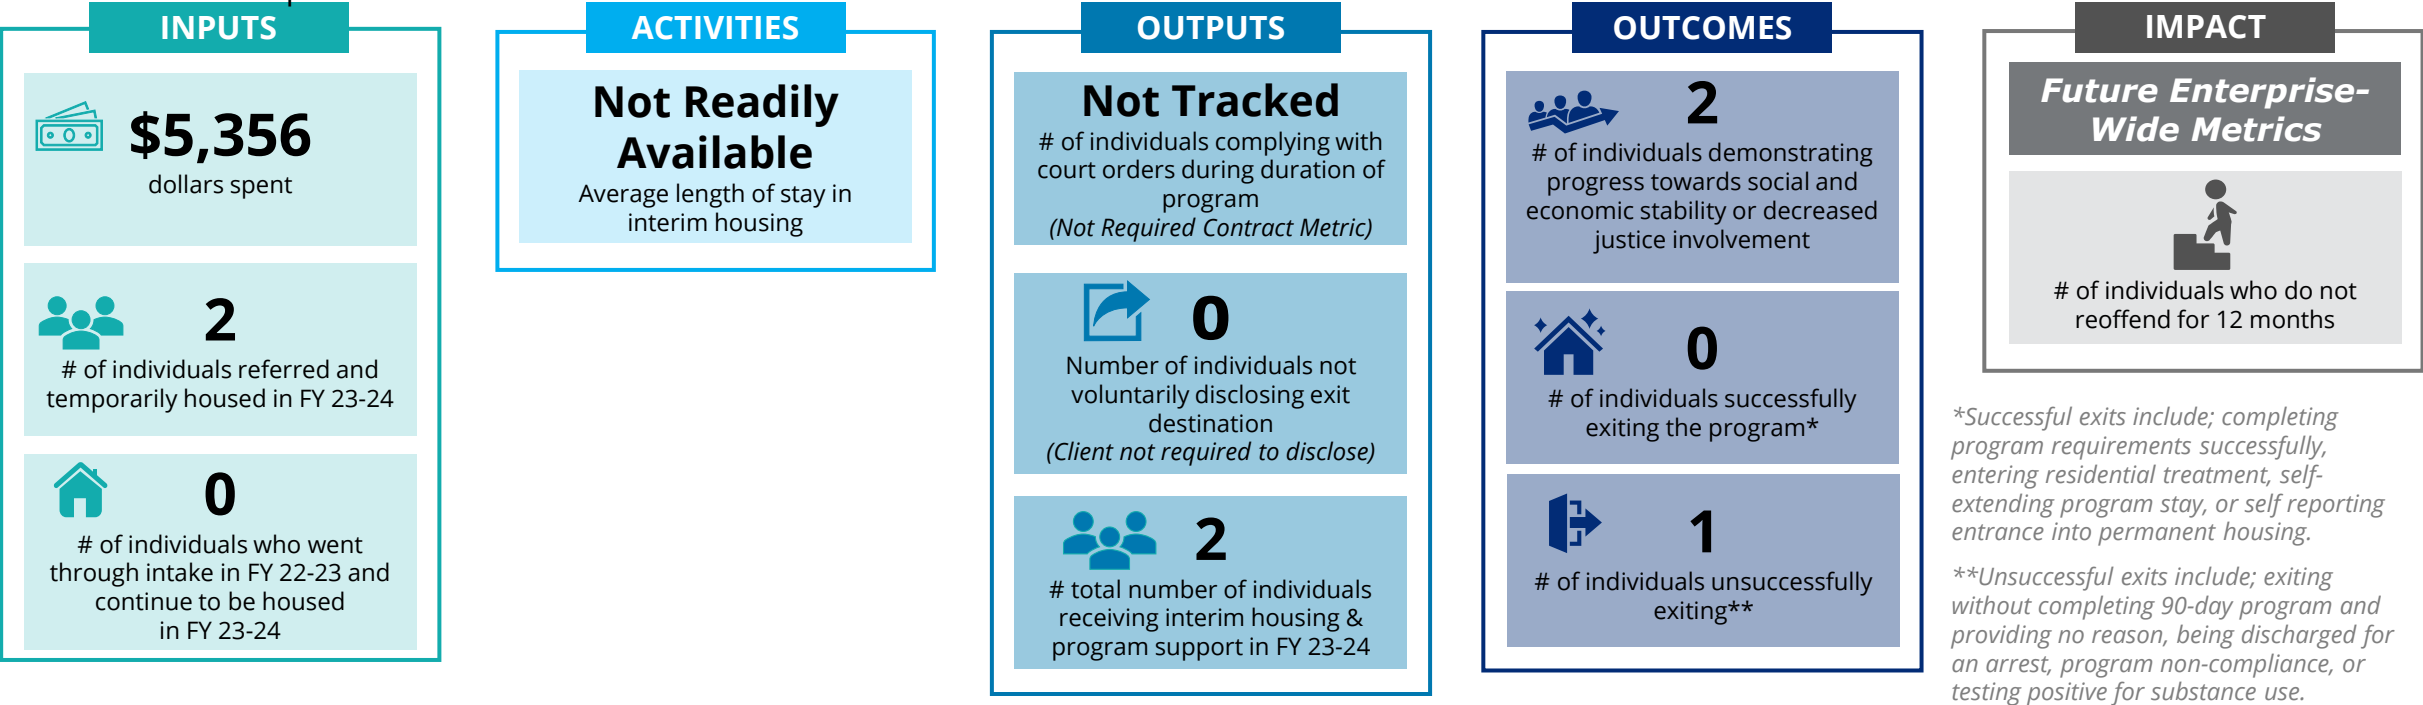 INPUTS
$5,356
dollars spent
2
# of individuals referred and
temporarily housed in FY 23-24
0
# of individuals who went
through intake in FY 22-23 and
continue to be housed
in FY 23-24
ACTIVITIES
Not Readily
Available
Average length of stay in
interim housing
OUTPUTS
Not Tracked
# of individuals complying with
court orders during duration of
program
(Not Required Contract Metric)
0
Number of individuals not
voluntarily disclosing exit
destination
(Client not required to disclose)
2
# total number of individuals
receiving interim housing &
program support in FY 23-24
OUTCOMES
2
# of individuals demonstrating
progress towards social and
economic stability or decreased
justice involvement
0
# of individuals successfully
exiting the program*
1
# of individuals unsuccessfully
exiting**
IMPACT
Future Enterprise-
Wide Metrics
# of individuals who do not
reoffend for 12 months
*Successful exits include; completing
program requirements successfully,
entering residential treatment, self-
extending program stay, or self reporting
entrance into permanent housing.
**Unsuccessful exits include; exiting
without completing 90-day program and
providing no reason, being discharged for
an arrest, program non-compliance, or
testing positive for substance use.